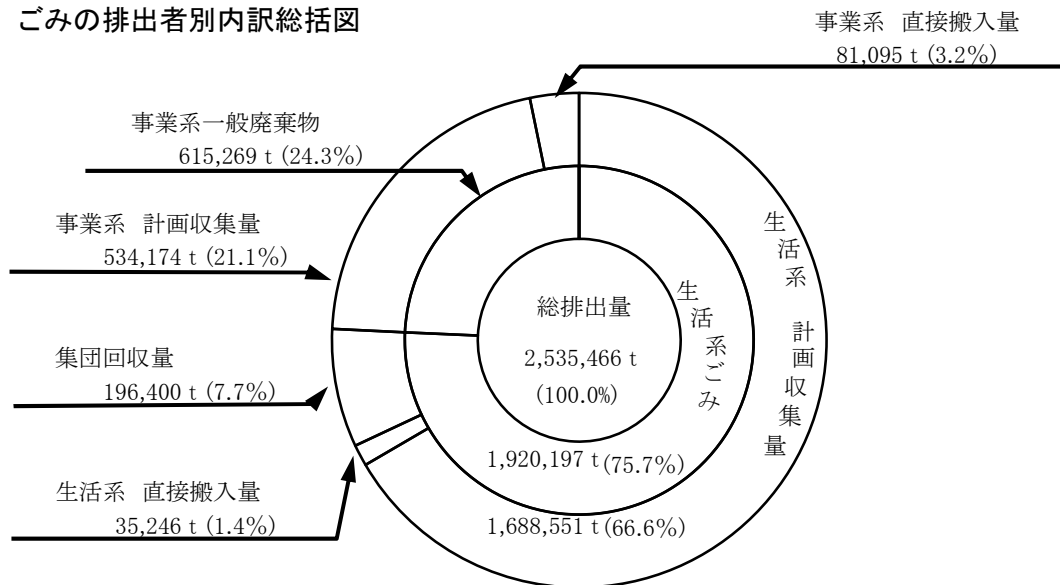 ごみの排出者別内訳総括図
事業系 直接搬入量
81,095 t (3.2%)
事業系一般廃棄物
615,269 t (24.3%)
事業系 計画収集量
534,174 t (21.1%)
集団回収量
196,400 t (7.7%)
生活系 直接搬入量
35,246 t (1.4%)
総排出量
2,535,466 t
(100.0%)
生活系ごみ
1,920,197 t (75.7%)
生活系 計画収集量
1,688,551 t (66.6%)